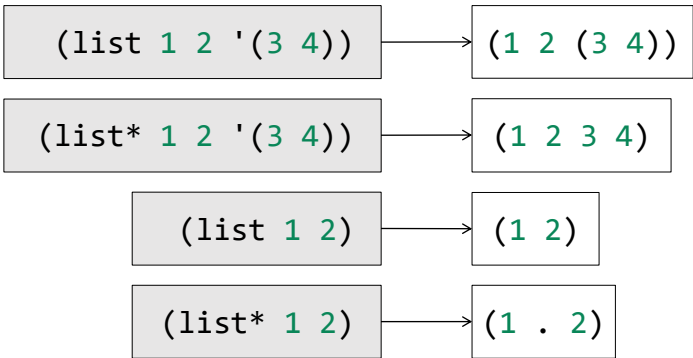 (list 1 2 '(3 4)) (1 2 (3 4))
(list* 1 2 '(3 4)) (1 2 3 4)
(list 1 2) (1 2)
(list* 1 2) (1 . 2)